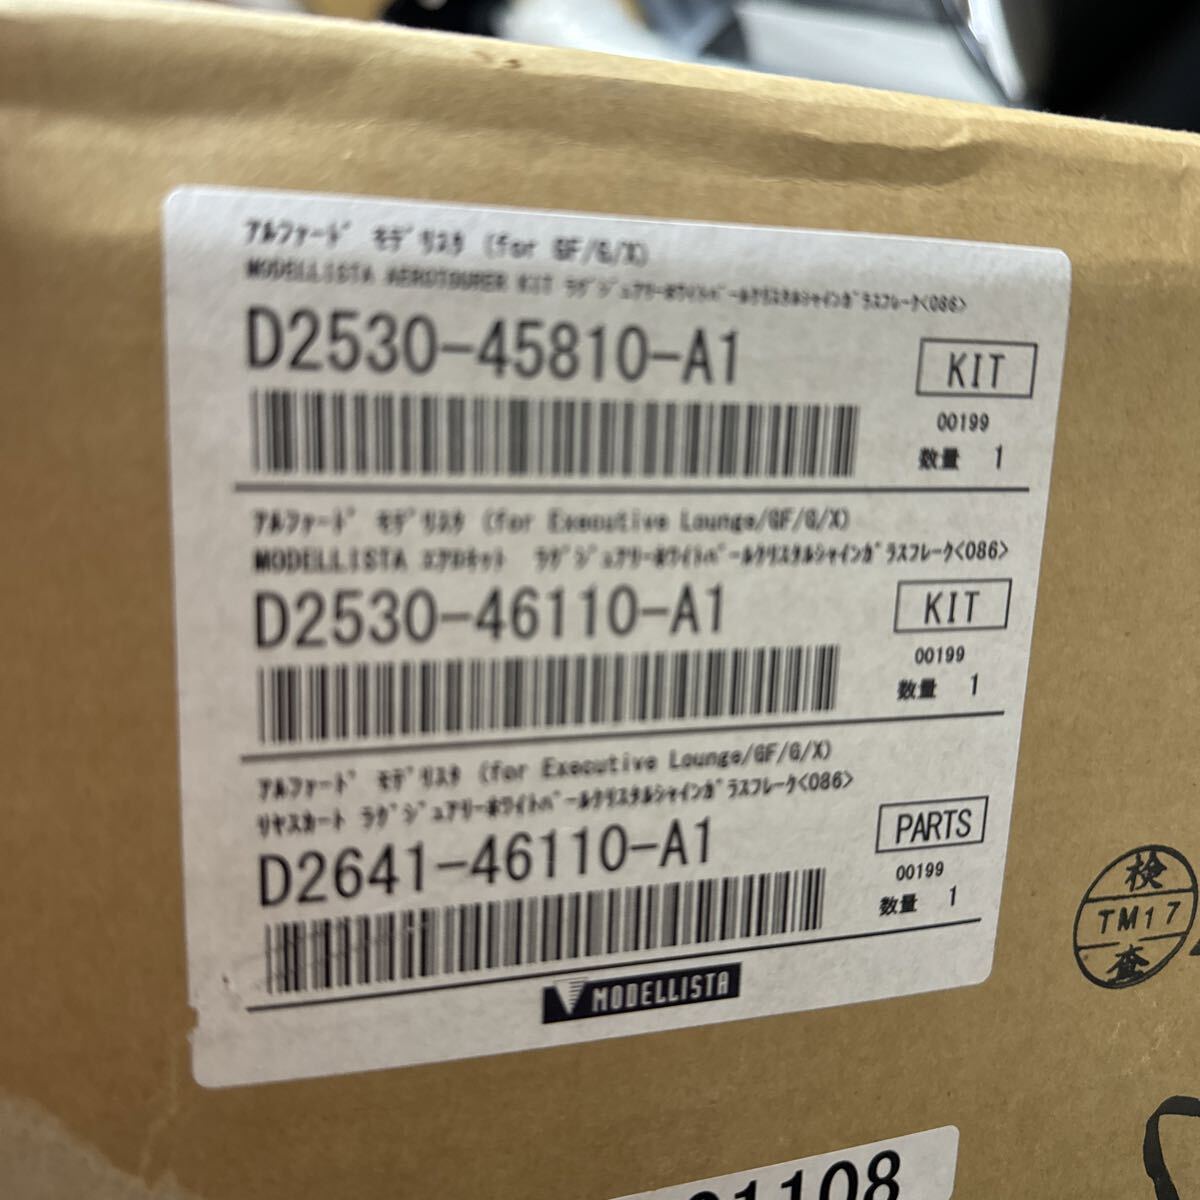 ｱﾙﾌｧｰﾄﾞ ﾓﾃﾞﾘｽﾀ (for GF/G/X)
MODELLISTA AEROTOURER KIT ﾗｸﾞｼﾞｭｱﾘｰﾎﾜｲﾄﾊﾟｰﾙｸﾘｽﾀﾙｼｬｲﾝｶﾞﾗｽﾌﾚｰｸ<086>
D2530-45810-A1
KIT
00199
数量 1
ｱﾙﾌｧｰﾄﾞ ﾓﾃﾞﾘｽﾀ (for Executive Lounge/GF/G/X)
MODELLISTA ｴｱﾛｷｯﾄ ﾗｸﾞｼﾞｭｱﾘｰﾎﾜｲﾄﾊﾟｰﾙｸﾘｽﾀﾙｼｬｲﾝｶﾞﾗｽﾌﾚｰｸ<086>
D2530-46110-A1
KIT
00199
数量 1
ｱﾙﾌｧｰﾄﾞ ﾓﾃﾞﾘｽﾀ (for Executive Lounge/GF/G/X)
ﾘﾔｽｶｰﾄ ﾗｸﾞｼﾞｭｱﾘｰﾎﾜｲﾄﾊﾟｰﾙｸﾘｽﾀﾙｼｬｲﾝｶﾞﾗｽﾌﾚｰｸ<086>
D2641-46110-A1
PARTS
00199
数量 1
MODELLISTA
検
TM17
査
1108